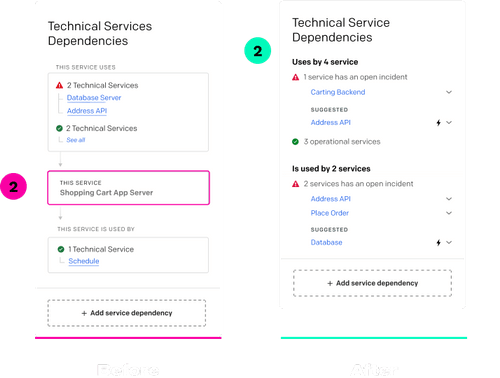 Technical Services
Dependencies
THIS SERVICE USES
2 Technical Services
Database Server
Address API
2 Technical Services
See all
2
THIS SERVICE
Shopping Cart App Server
THIS SERVICE IS USED BY
1 Technical Service
Schedule
+ Add service dependency
Before
2
Technical Service
Dependencies
Uses by 4 service
1 service has an open incident
Carting Backend
SUGGESTED
Address API
3 operational services
Is used by 2 services
2 services has an open incident
Address API
Place Order
SUGGESTED
Database
+ Add service dependency
After